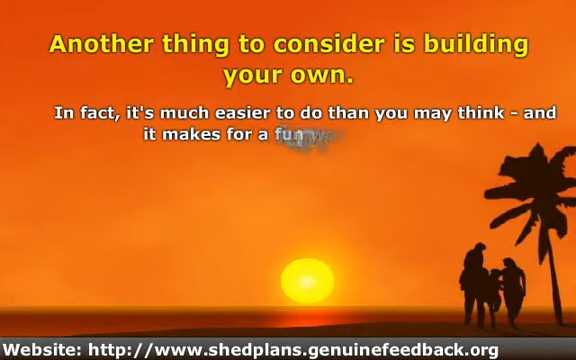 Another thing to consider is building
your own.
In fact, it's much easier to do than you may think - and
it makes for a fun
Website: http://www.shedplans.genuinefeedback.org